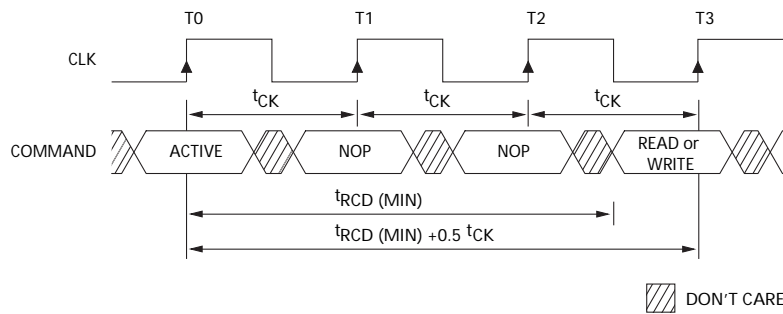 T0 T1 T2 T3
CLK
tCK tCK tCK
COMMAND ACTIVE NOP NOP READ or
WRITE
tRCD (MIN)
tRCD (MIN) +0.5 tCK
DON'T CARE